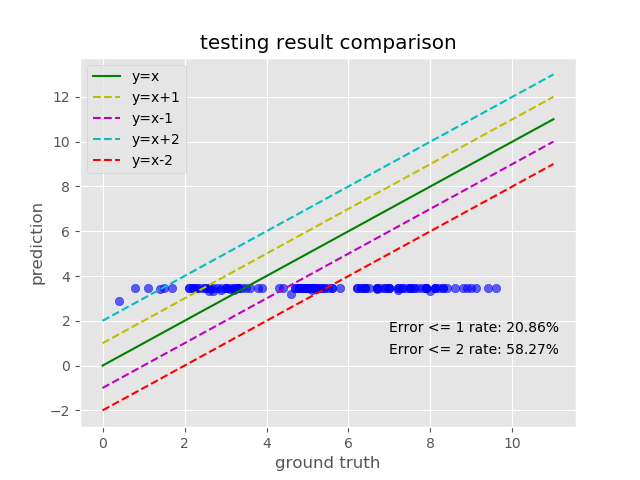 testing result comparison
y=x
y=x+1
y=x-1
y=x+2
y=x-2
12
10
8
6
4
2
0
−2
prediction
Error <= 1 rate: 20.86%
Error <= 2 rate: 58.27%
0 2 4 6 8 10
ground truth